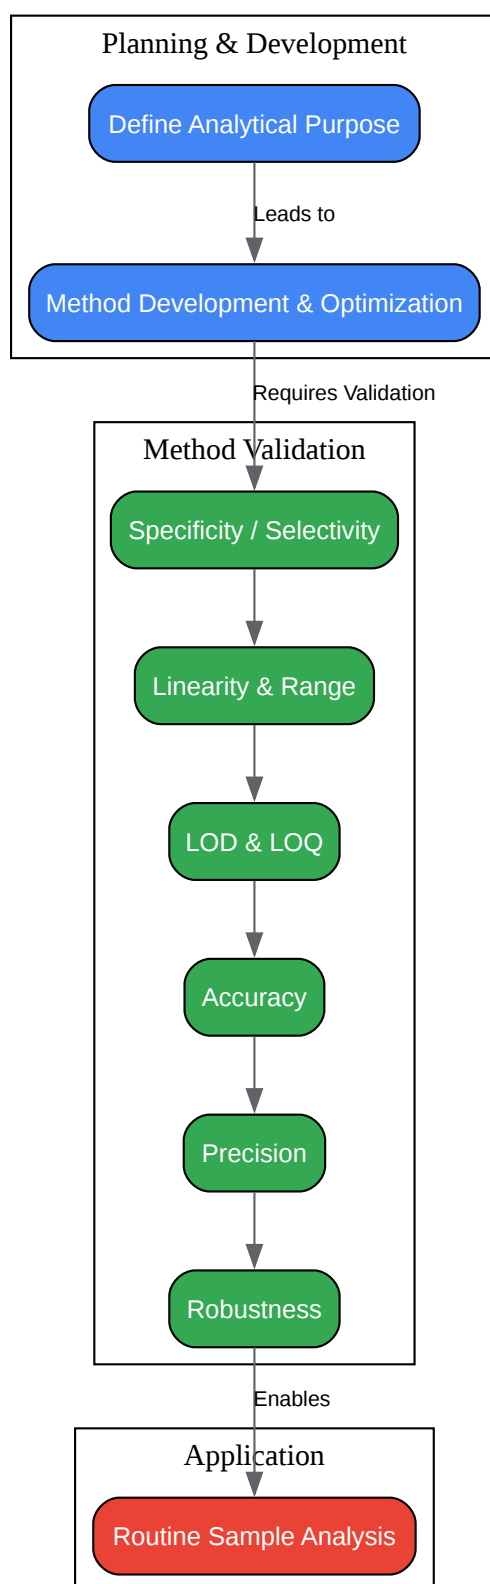 Planning & Development
Define Analytical Purpose
Leads to
Method Development & Optimization
Requires Validation
Method Validation
Specificity / Selectivity
Linearity & Range
LOD & LOQ
Accuracy
Precision
Robustness
Enables
Application
Routine Sample Analysis